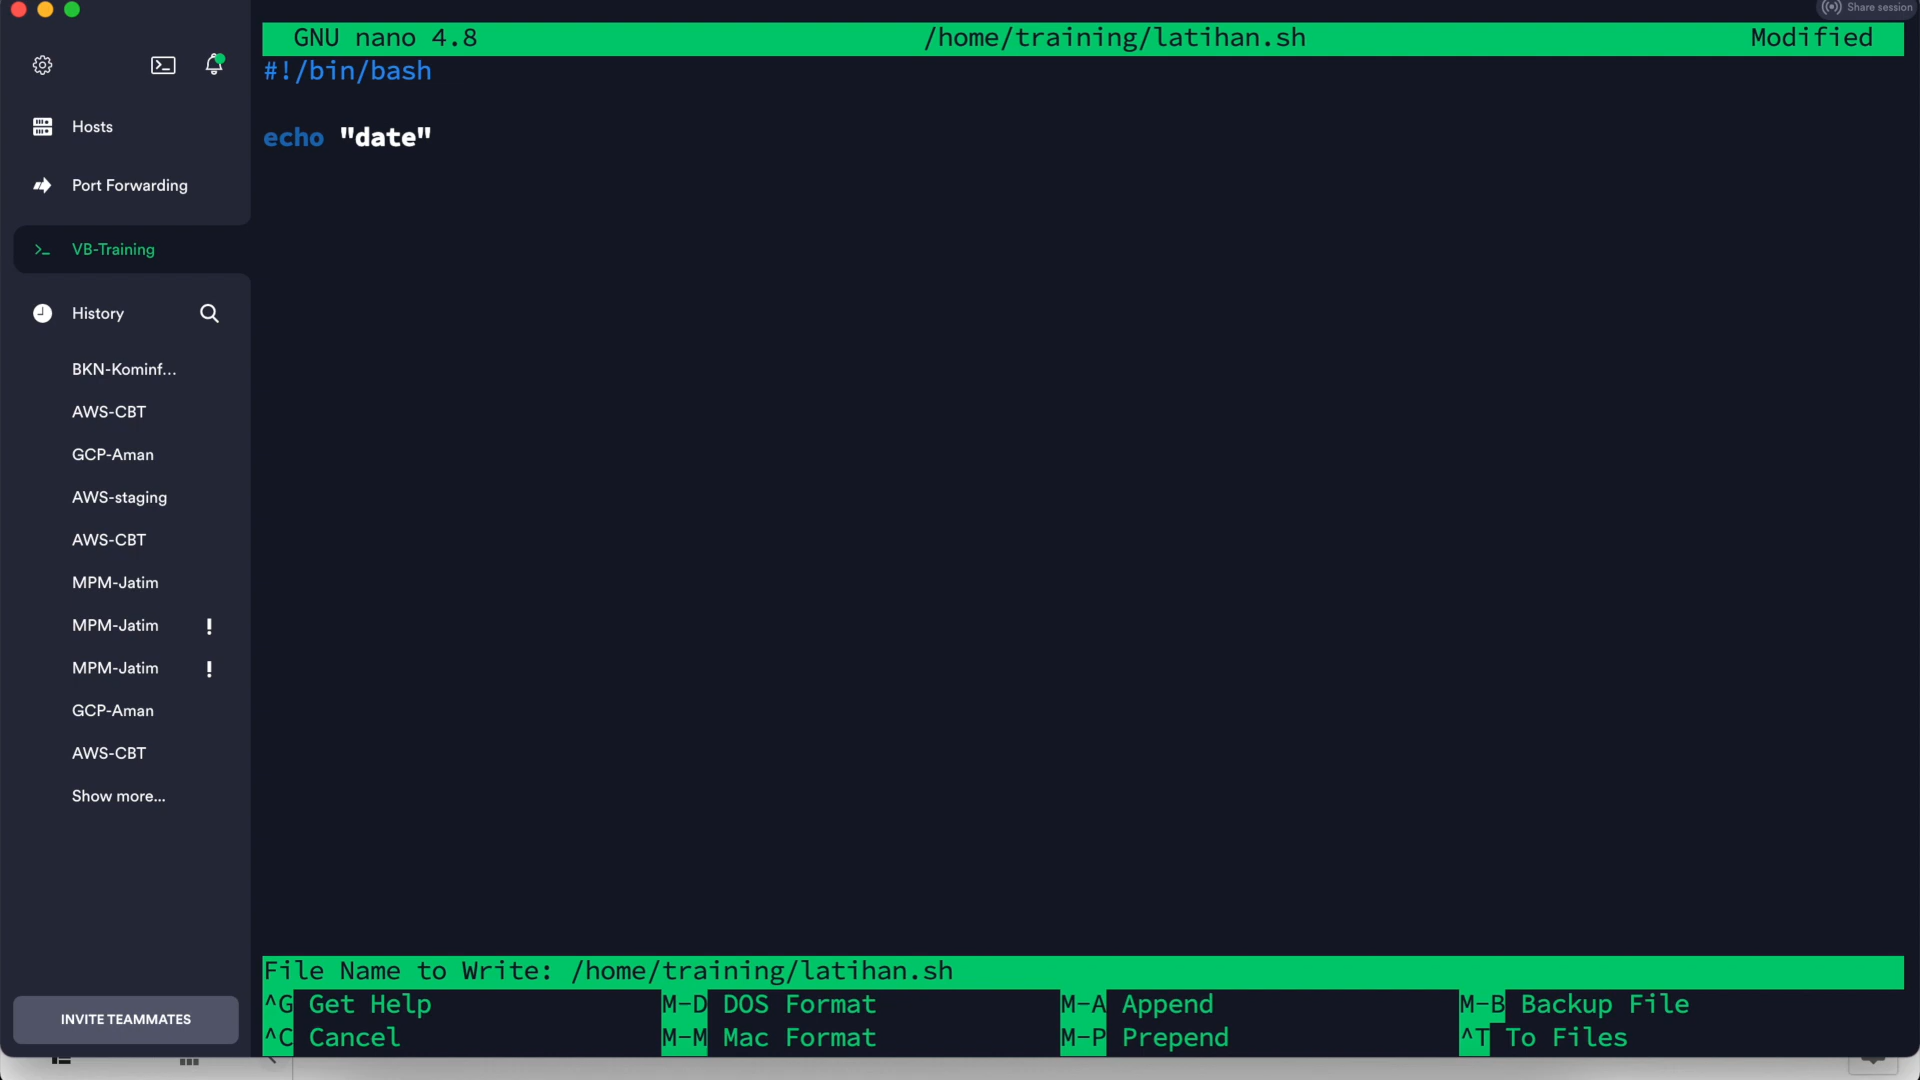 Share session
GNU nano 4.8 /home/training/latihan.sh Modified
#!/bin/bash
echo "date"
Hosts
Port Forwarding
VB-Training
History
BKN-Kominf...
AWS-CBT
GCP-Aman
AWS-staging
AWS-CBT
MPM-Jatim
MPM-Jatim !
MPM-Jatim !
GCP-Aman
AWS-CBT
Show more...
INVITE TEAMMATES
File Name to Write: /home/training/latihan.sh
^G Get Help M-D DOS Format M-A Append M-B Backup File
^C Cancel M-M Mac Format M-P Prepend ^T To Files